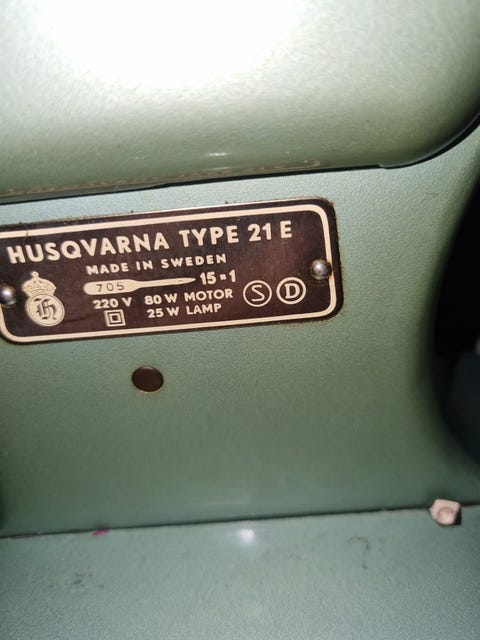 HUSQVARNA TYPE 21 E
MADE IN SWEDEN
705 15×1
220 V 80 W MOTOR S D
25 W LAMP
H